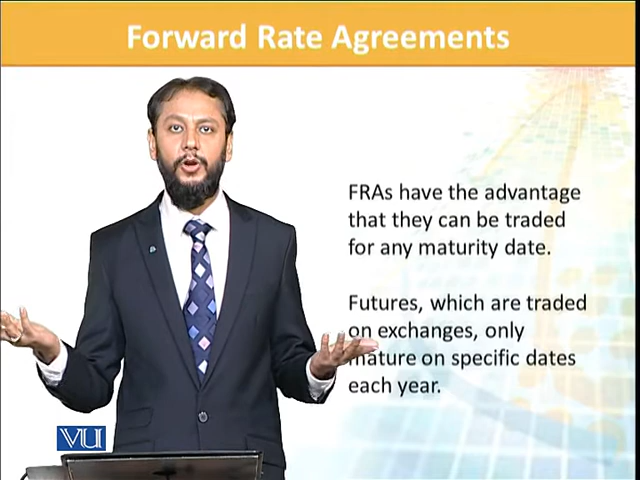 Forward Rate Agreements
FRAs have the advantage
that they can be traded
for any maturity date.
Futures, which are traded
on exchanges, only
mature on specific dates
each year.
VU